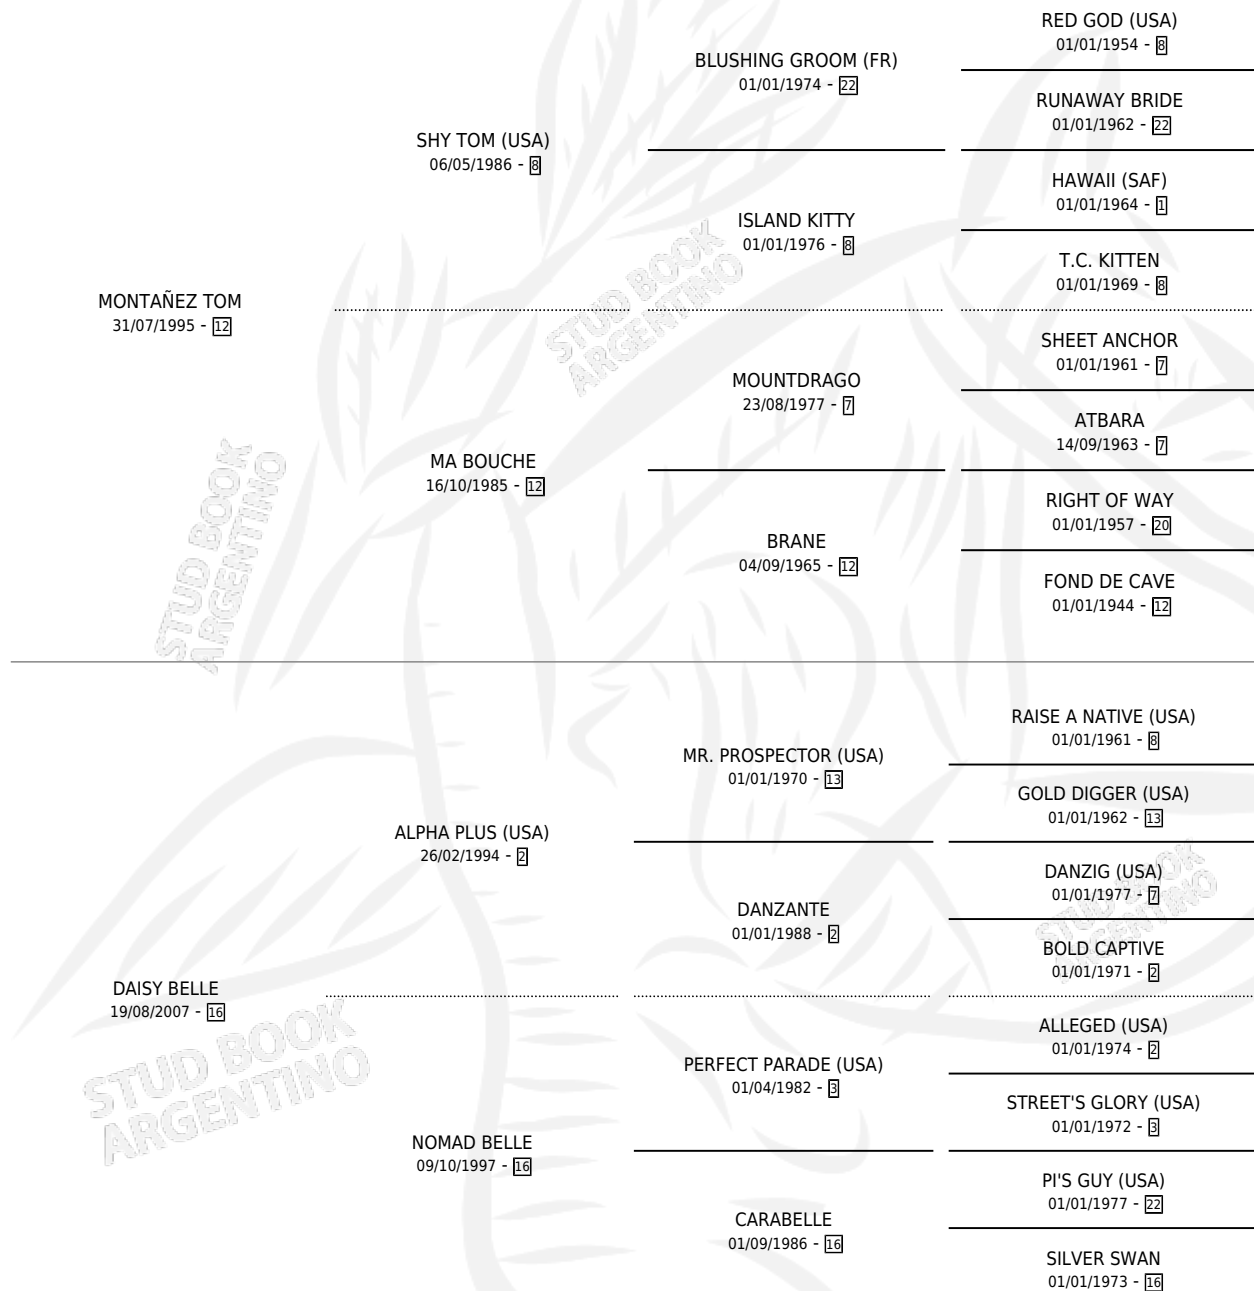 RED GOD (USA)
01/01/1954 - 8
BLUSHING GROOM (FR)
01/01/1974 - 22
RUNAWAY BRIDE
01/01/1962 - 22
SHY TOM (USA)
06/05/1986 - 8
HAWAII (SAF)
01/01/1964 - 1
ISLAND KITTY
01/01/1976 - 8
T.C. KITTEN
01/01/1969 - 8
MONTAÑEZ TOM
31/07/1995 - 12
STUD BOOK
ARGENTINO
SHEET ANCHOR
01/01/1961 - 7
MOUNTDRAGO
23/08/1977 - 7
ATBARA
14/09/1963 - 7
MA BOUCHE
16/10/1985 - 12
RIGHT OF WAY
01/01/1957 - 20
BRANE
04/09/1965 - 12
FOND DE CAVE
01/01/1944 - 12
STUD BOOK
ARGENTINO
RAISE A NATIVE (USA)
01/01/1961 - 8
MR. PROSPECTOR (USA)
01/01/1970 - 13
GOLD DIGGER (USA)
01/01/1962 - 13
ALPHA PLUS (USA)
26/02/1994 - 2
DANZIG (USA)
01/01/1977 - 7
STUD BOOK
ARGENTINO
DANZANTE
01/01/1988 - 2
BOLD CAPTIVE
01/01/1971 - 2
DAISY BELLE
19/08/2007 - 16
STUD BOOK
ARGENTINO
ALLEGED (USA)
01/01/1974 - 2
PERFECT PARADE (USA)
01/04/1982 - 3
STREET'S GLORY (USA)
01/01/1972 - 3
NOMAD BELLE
09/10/1997 - 16
PI'S GUY (USA)
01/01/1977 - 22
CARABELLE
01/09/1986 - 16
SILVER SWAN
01/01/1973 - 16